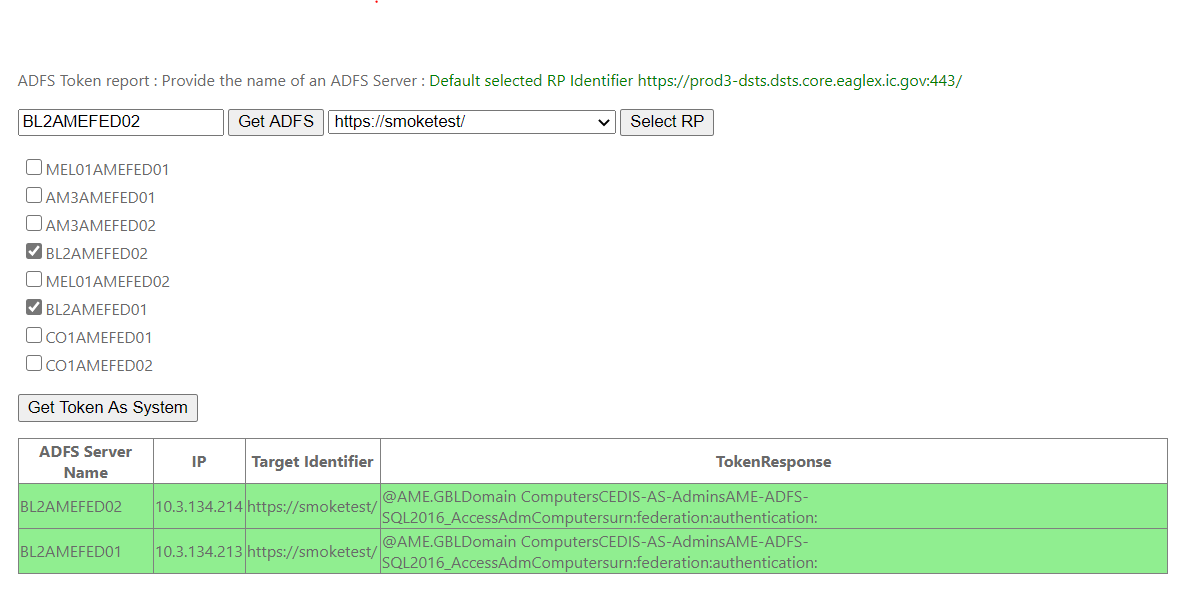 ADFS Token report : Provide the name of an ADFS Server : Default selected RP Identifier https://prod3-dsts.dsts.core.eaglex.ic.gov:443/
BL2AMEFED02 Get ADFS https://smoketest/ Select RP
MEL01AMEFED01
AM3AMEFED01
AM3AMEFED02
BL2AMEFED02
MEL01AMEFED02
BL2AMEFED01
CO1AMEFED01
CO1AMEFED02
Get Token As System
ADFS Server
Name
IP
Target Identifier
TokenResponse
BL2AMEFED02
10.3.134.214
https://smoketest/
@AME.GBLDomain ComputersCEDIS-AS-AdminsAME-ADFS-
SQL2016_AccessAdmComputersurn:federation:authentication:
BL2AMEFED01
10.3.134.213
https://smoketest/
@AME.GBLDomain ComputersCEDIS-AS-AdminsAME-ADFS-
SQL2016_AccessAdmComputersurn:federation:authentication: